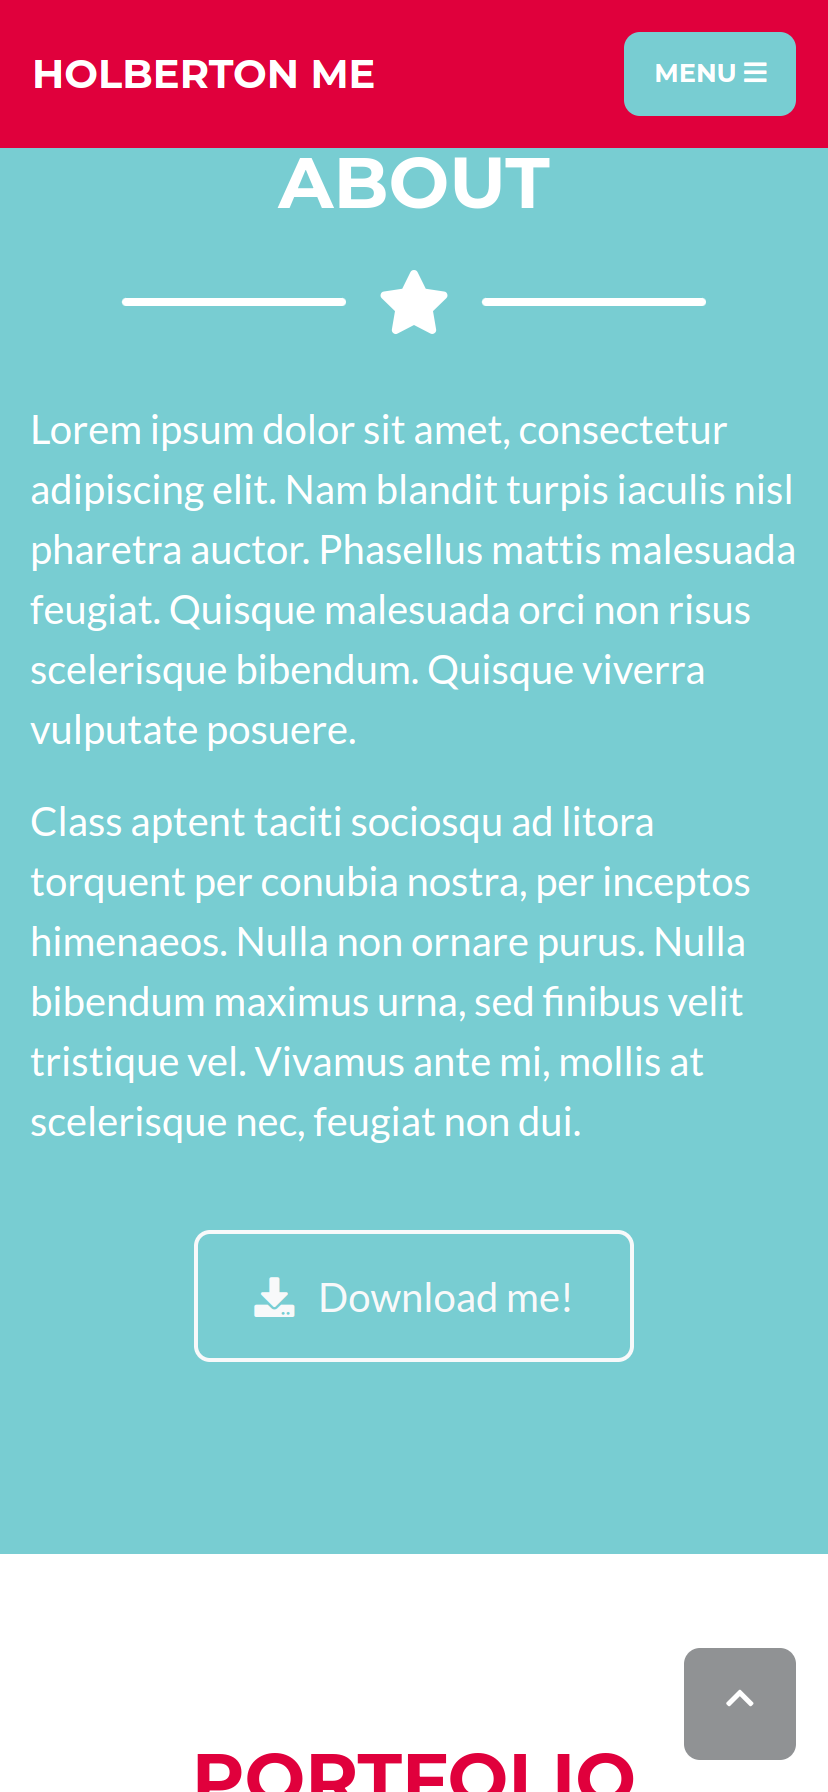 HOLBERTON ME
MENU
ABOUT
Lorem ipsum dolor sit amet, consectetur
adipiscing elit. Nam blandit turpis iaculis nisl
pharetra auctor. Phasellus mattis malesuada
feugiat. Quisque malesuada orci non risus
scelerisque bibendum. Quisque viverra
vulputate posuere.
Class aptent taciti sociosqu ad litora
torquent per conubia nostra, per inceptos
himenaeos. Nulla non ornare purus. Nulla
bibendum maximus urna, sed finibus velit
tristique vel. Vivamus ante mi, mollis at
scelerisque nec, feugiat non dui.
Download me!
PORTFOLIO